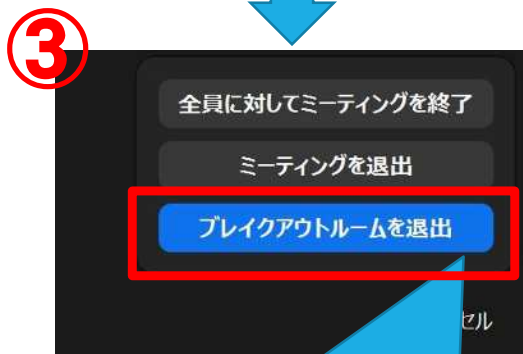 ③
全員に対してミーティングを終了
ミーティングを退出
ブレイクアウトルームを退出
セル